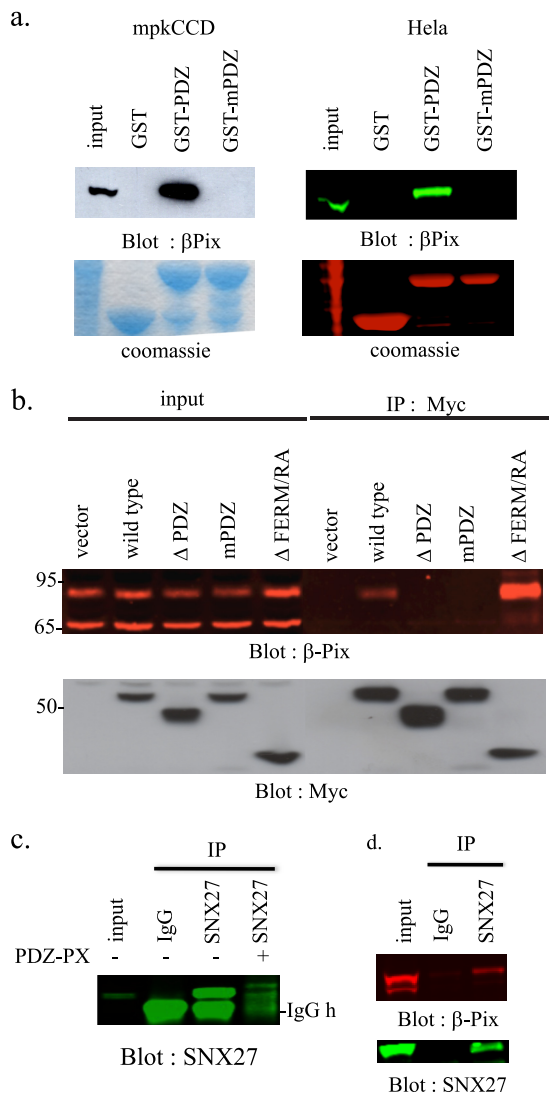 a.
mpkCCD
Hela
input GST GST-PDZ GST-mPDZ
input GST GST-PDZ GST-mPDZ
Blot : βPix
Blot : βPix
coomassie
coomassie
b.
input
IP : Myc
vector wild type Δ PDZ mPDZ Δ FERM/RA vector wild type Δ PDZ mPDZ Δ FERM/RA
95-
65-
Blot : β-Pix
50-
Blot : Myc
c.
IP
input IgG SNX27 SNX27
PDZ-PX - - - +
-IgG h
Blot : SNX27
d.
IP
input IgG SNX27
Blot : β-Pix
Blot : SNX27